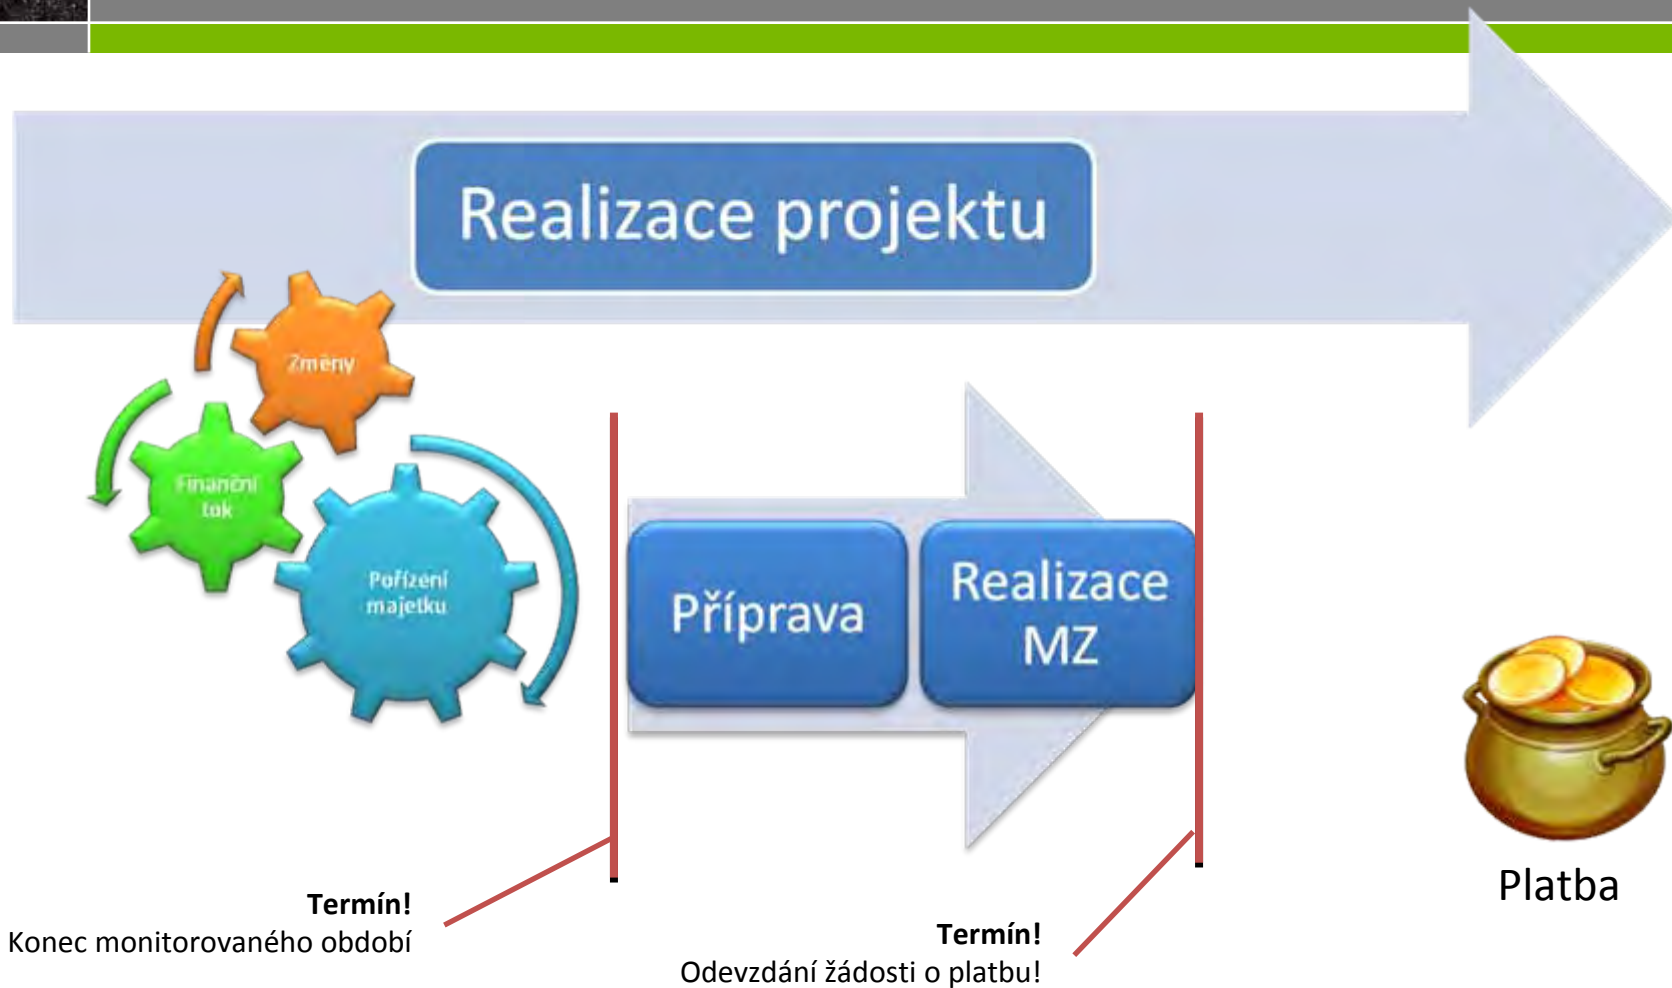 Realizace projektu
Změny
Finanční
tok
Pořízení
majetku
Příprava
Realizace
MZ
Platba
Termín!
Konec monitorovaného období
Termín!
Odevzdání žádosti o platbu!